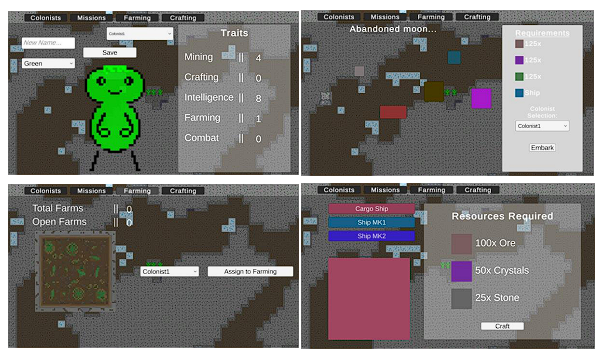 Colonists Missions Farming Crafting
New Name...
Colonist1
Green
Save
Traits
Mining || 4
Crafting || 0
Intelligence || 8
Farming || 1
Combat || 0
Colonists Missions Farming Crafting
Abandoned moon...
Requirements
125x
125x
125x
Ship
Colonist
Selection:
Colonist1
Embark
Colonists Missions Farming Crafting
Total Farms || 0
Open Farms || 0
Colonist1
Assign to Farming
Colonists Missions Farming Crafting
Cargo Ship
Ship MK1
Ship MK2
Resources Required
100x Ore
50x Crystals
25x Stone
Craft